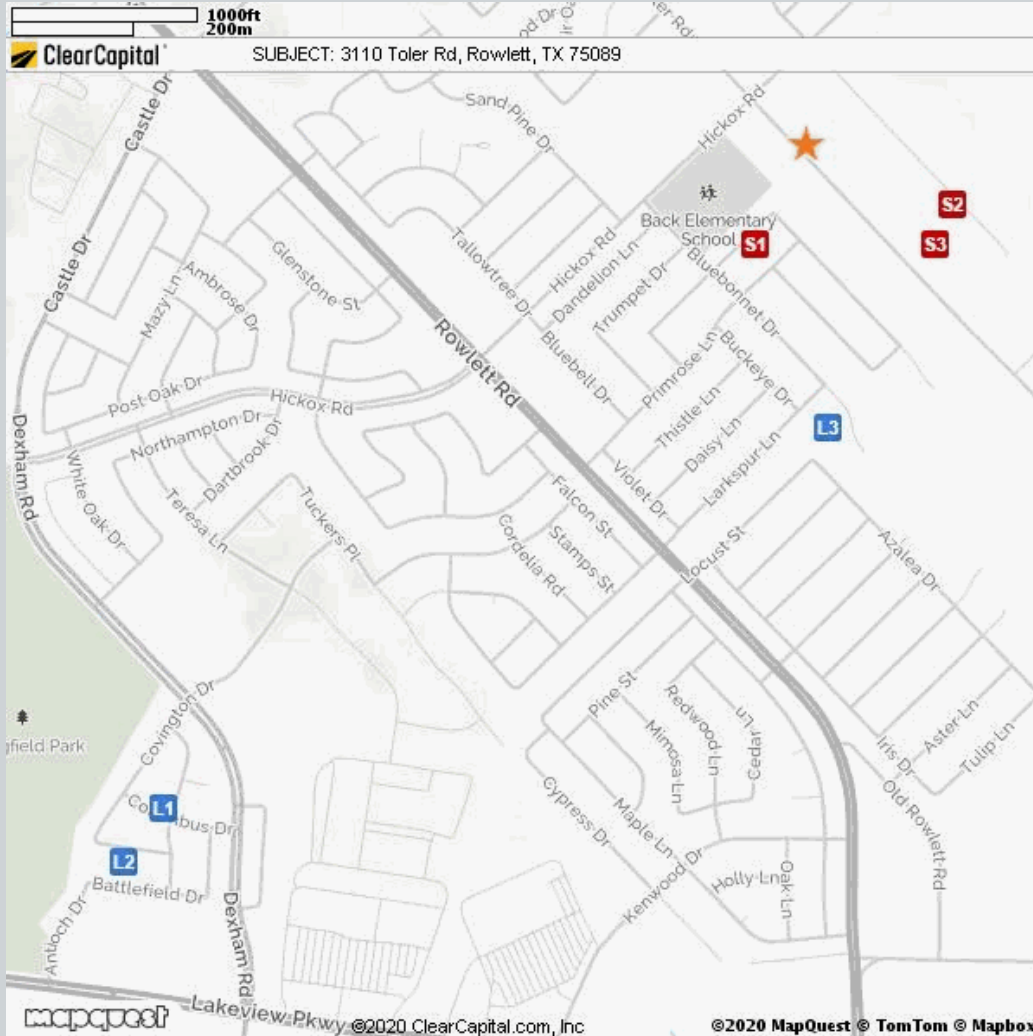 1000ft
200m
ClearCapital
SUBJECT: 3110 Toler Rd, Rowlett, TX 75089
Castle Dr
Sand Pine Dr
Hickox Rd
S2
Back Elementary
School
S1
S3
Castle Dr
Glenstone St
Tallowtree Dr
Hickox Rd
Dandelion Ln
Trumpet Dr
Bluebonnet Dr
Mazy Ln
Ambrose Dr
Rowlett Rd
Bluebell Dr
Primrose Ln
Buckeye Dr
Post Oak Dr
Hickox Rd
Thistle Ln
Northampton Dr
Daisy Ln
L3
Dexham Rd
White Oak Dr
Dartbrook Dr
Teresa Ln
Tuckers Pl
Violet Dr
Larkspur Ln
Falcon St
Cordelia Rd
Stamps St
Locust St
Azalea Dr
Covington Dr
Pine St
Redwood Ln
Mimosa Ln
Cedar Ln
Iris Dr
Aster Ln
Tulip Ln
gfield Park
L1
bus Dr
Cypress Dr
Maple Ln
Old Rowlett Rd
L2
Battlefield Dr
Antioch Dr
Dexham Rd
Kenwood Dr
Holly Ln
Oak Ln
Lakeview Pkwy
mapquest
©2020 ClearCapital.com, Inc
©2020 MapQuest © TomTom © Mapbo